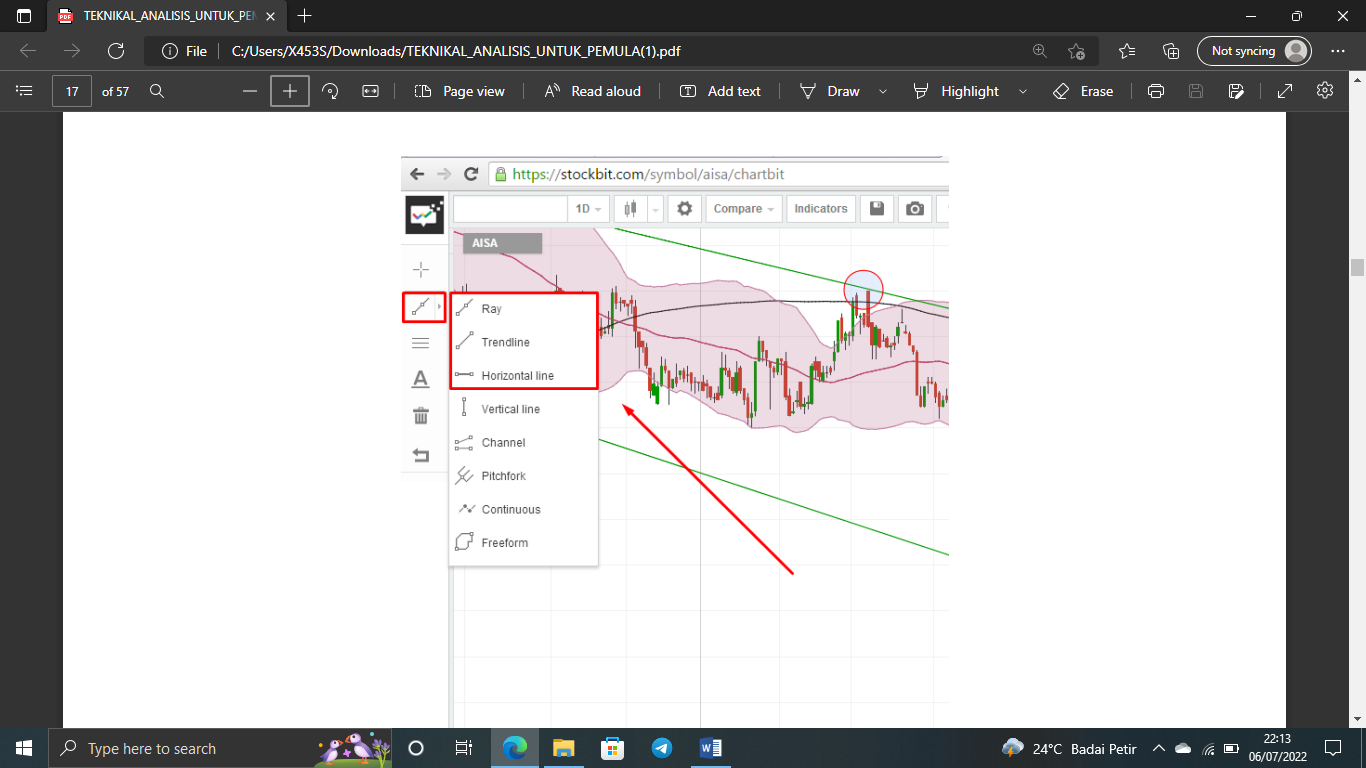 TEKNIKAL_ANALISIS_UNTUK_PEM
File C:/Users/X453S/Downloads/TEKNIKAL_ANALISIS_UNTUK_PEMULA(1).pdf Not syncing
17 of 57 Page view Read aloud Add text Draw Highlight Erase
https://stockbit.com/symbol/aisa/chartbit
1D Compare Indicators
AISA
Ray
Trendline
Horizontal line
Vertical line
Channel
Pitchfork
Continuous
Freeform
A
Type here to search 24°C Badai Petir 22:13
06/07/2022